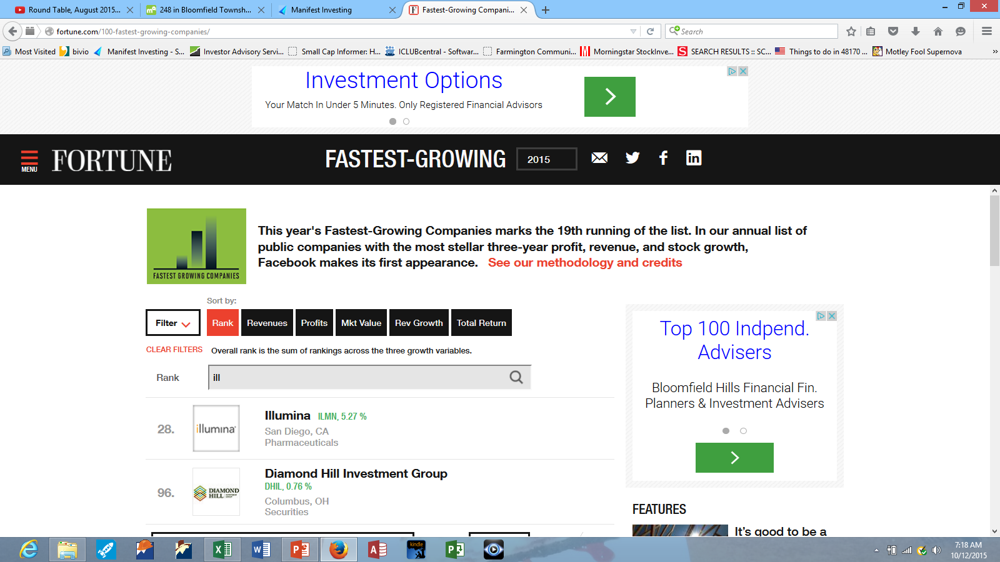 Round Table, August 2015...
248 in Bloomfield Townsh...
Manifest Investing
Fastest-Growing Compani...
fortune.com/100-fastest-growing-companies/
Search
Most Visited
bivio
Manifest Investing - S...
Investor Advisory Servi...
Small Cap Informer: H...
ICLUBcentral - Softwar...
Farmington Communi...
Morningstar StockInve...
SEARCH RESULTS :: SC...
Things to do in 48170 ...
Motley Fool Supernova
Investment Options
Your Match In Under 5 Minutes. Only Registered Financial Advisors
MENU
FORTUNE
FASTEST-GROWING
2015
FASTEST GROWING COMPANIES
This year's Fastest-Growing Companies marks the 19th running of the list. In our annual list of
public companies with the most stellar three-year profit, revenue, and stock growth,
Facebook makes its first appearance. See our methodology and credits
Sort by:
Filter
Rank
Revenues
Profits
Mkt Value
Rev Growth
Total Return
CLEAR FILTERS
Overall rank is the sum of rankings across the three growth variables.
Rank
ill
28.
illumina
Illumina ILMN, 5.27 %
San Diego, CA
Pharmaceuticals
96.
DIAMOND
HILL
Diamond Hill Investment Group
DHIL, 0.76 %
Columbus, OH
Securities
Top 100 Indpend.
Advisers
Bloomfield Hills Financial Fin.
Planners & Investment Advisers
FEATURES
It's good to be a
kindle
7:18 AM
10/12/2015